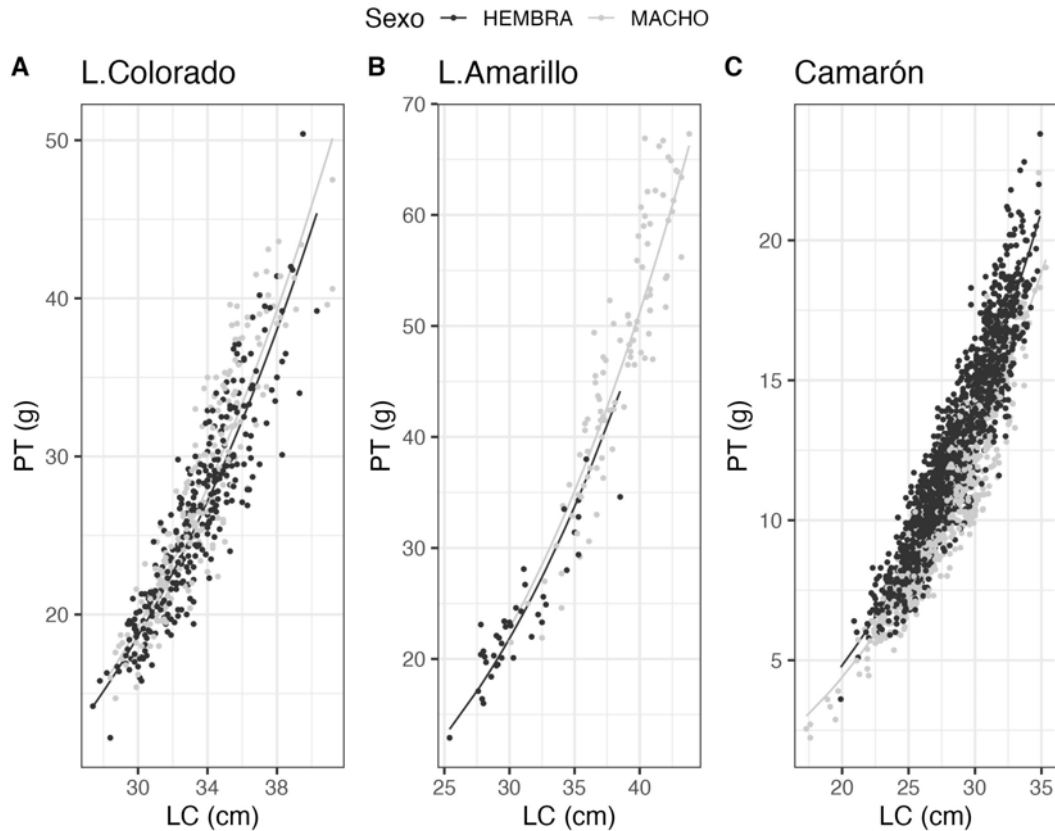 Sexo HEMBRA MACHO
A L.Colorado
B L.Amarillo
C Camarón
PT (g)
50
40
30
20
30 34 38
LC (cm)
PT (g)
70
60
50
40
30
20
25 30 35 40
LC (cm)
PT (g)
20
15
10
5
20 25 30 35
LC (cm)